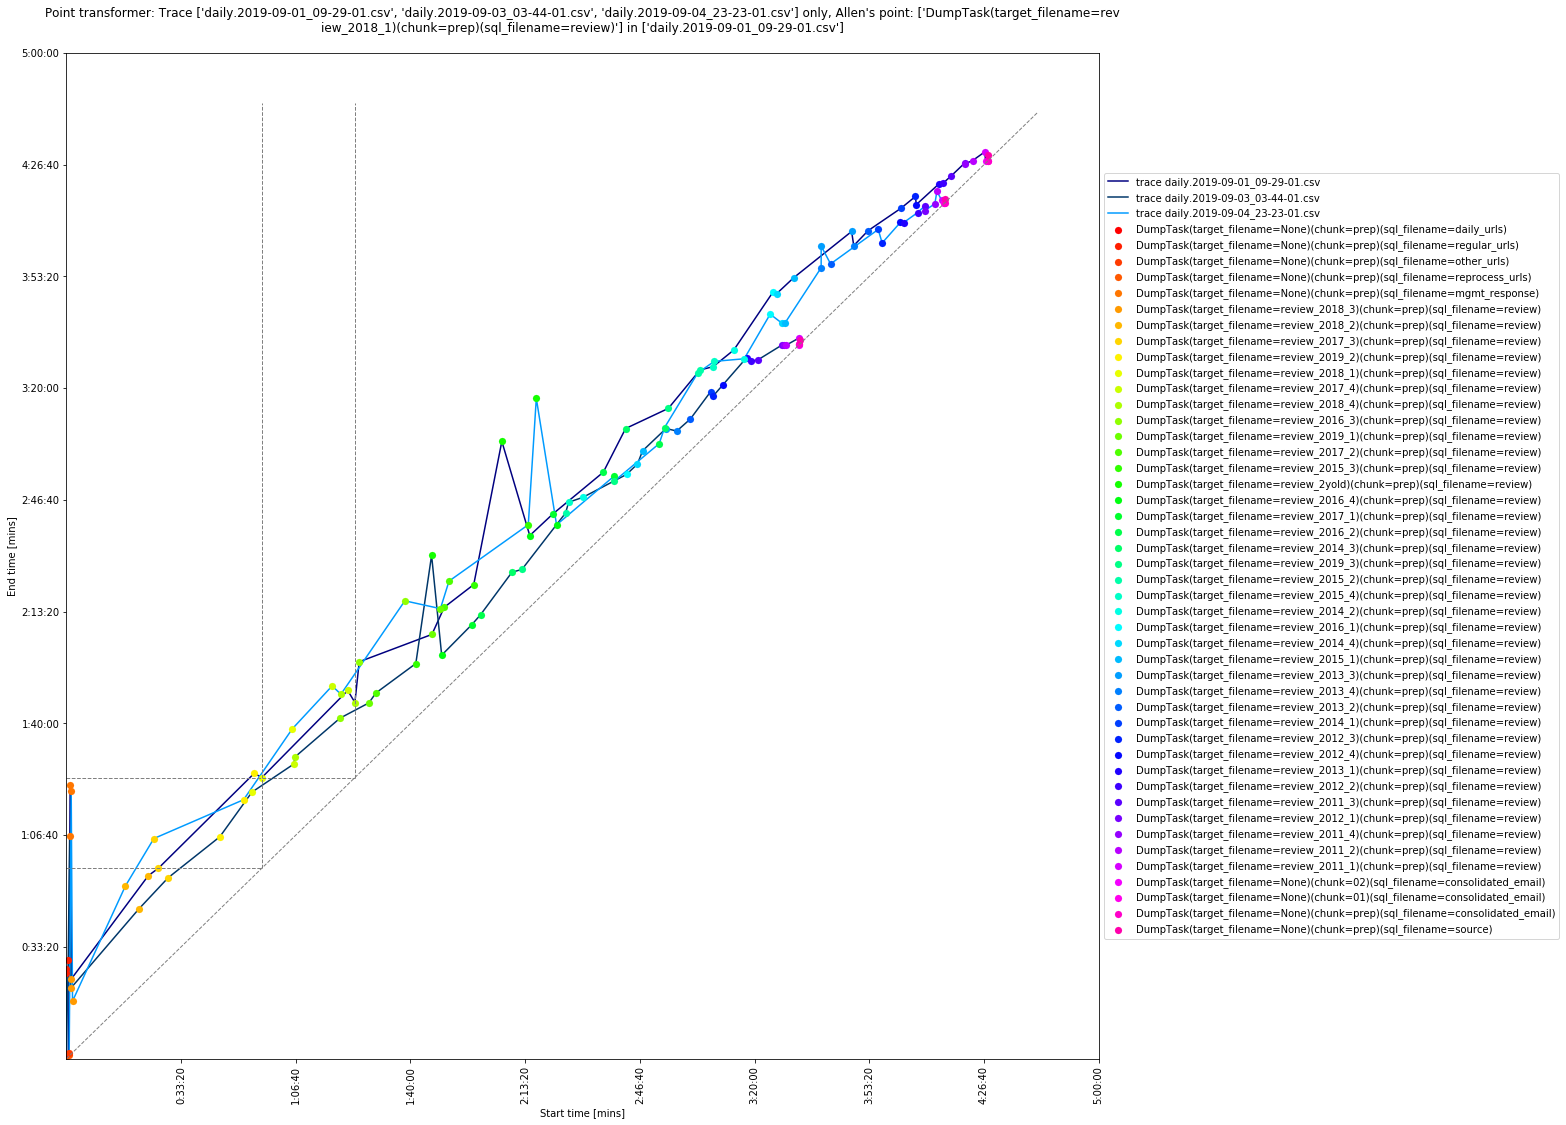 Point transformer: Trace ['daily.2019-09-01_09-29-01.csv', 'daily.2019-09-03_03-44-01.csv', 'daily.2019-09-04_23-23-01.csv'] only, Allen's point: ['DumpTask(target_filename=rev
iew_2018_1)(chunk=prep)(sql_filename=review)'] in ['daily.2019-09-01_09-29-01.csv']
5:00:00
4:26:40
3:53:20
3:20:00
2:46:40
2:13:20
1:40:00
1:06:40
0:33:20
End time [mins]
0:33:20
1:06:40
1:40:00
2:13:20
2:46:40
3:20:00
3:53:20
4:26:40
5:00:00
Start time [mins]
trace daily.2019-09-01_09-29-01.csv
trace daily.2019-09-03_03-44-01.csv
trace daily.2019-09-04_23-23-01.csv
DumpTask(target_filename=None)(chunk=prep)(sql_filename=daily_urls)
DumpTask(target_filename=None)(chunk=prep)(sql_filename=regular_urls)
DumpTask(target_filename=None)(chunk=prep)(sql_filename=other_urls)
DumpTask(target_filename=None)(chunk=prep)(sql_filename=reprocess_urls)
DumpTask(target_filename=None)(chunk=prep)(sql_filename=mgmt_response)
DumpTask(target_filename=review_2018_3)(chunk=prep)(sql_filename=review)
DumpTask(target_filename=review_2018_2)(chunk=prep)(sql_filename=review)
DumpTask(target_filename=review_2017_3)(chunk=prep)(sql_filename=review)
DumpTask(target_filename=review_2019_2)(chunk=prep)(sql_filename=review)
DumpTask(target_filename=review_2018_1)(chunk=prep)(sql_filename=review)
DumpTask(target_filename=review_2017_4)(chunk=prep)(sql_filename=review)
DumpTask(target_filename=review_2018_4)(chunk=prep)(sql_filename=review)
DumpTask(target_filename=review_2016_3)(chunk=prep)(sql_filename=review)
DumpTask(target_filename=review_2019_1)(chunk=prep)(sql_filename=review)
DumpTask(target_filename=review_2017_2)(chunk=prep)(sql_filename=review)
DumpTask(target_filename=review_2015_3)(chunk=prep)(sql_filename=review)
DumpTask(target_filename=review_2yold)(chunk=prep)(sql_filename=review)
DumpTask(target_filename=review_2016_4)(chunk=prep)(sql_filename=review)
DumpTask(target_filename=review_2017_1)(chunk=prep)(sql_filename=review)
DumpTask(target_filename=review_2016_2)(chunk=prep)(sql_filename=review)
DumpTask(target_filename=review_2014_3)(chunk=prep)(sql_filename=review)
DumpTask(target_filename=review_2019_3)(chunk=prep)(sql_filename=review)
DumpTask(target_filename=review_2015_2)(chunk=prep)(sql_filename=review)
DumpTask(target_filename=review_2015_4)(chunk=prep)(sql_filename=review)
DumpTask(target_filename=review_2014_2)(chunk=prep)(sql_filename=review)
DumpTask(target_filename=review_2016_1)(chunk=prep)(sql_filename=review)
DumpTask(target_filename=review_2014_4)(chunk=prep)(sql_filename=review)
DumpTask(target_filename=review_2015_1)(chunk=prep)(sql_filename=review)
DumpTask(target_filename=review_2013_3)(chunk=prep)(sql_filename=review)
DumpTask(target_filename=review_2013_4)(chunk=prep)(sql_filename=review)
DumpTask(target_filename=review_2013_2)(chunk=prep)(sql_filename=review)
DumpTask(target_filename=review_2014_1)(chunk=prep)(sql_filename=review)
DumpTask(target_filename=review_2012_3)(chunk=prep)(sql_filename=review)
DumpTask(target_filename=review_2012_4)(chunk=prep)(sql_filename=review)
DumpTask(target_filename=review_2013_1)(chunk=prep)(sql_filename=review)
DumpTask(target_filename=review_2012_2)(chunk=prep)(sql_filename=review)
DumpTask(target_filename=review_2011_3)(chunk=prep)(sql_filename=review)
DumpTask(target_filename=review_2012_1)(chunk=prep)(sql_filename=review)
DumpTask(target_filename=review_2011_4)(chunk=prep)(sql_filename=review)
DumpTask(target_filename=review_2011_2)(chunk=prep)(sql_filename=review)
DumpTask(target_filename=review_2011_1)(chunk=prep)(sql_filename=review)
DumpTask(target_filename=None)(chunk=02)(sql_filename=consolidated_email)
DumpTask(target_filename=None)(chunk=01)(sql_filename=consolidated_email)
DumpTask(target_filename=None)(chunk=prep)(sql_filename=consolidated_email)
DumpTask(target_filename=None)(chunk=prep)(sql_filename=source)